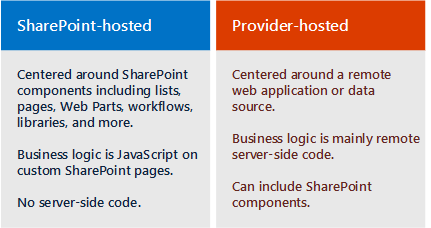 SharePoint-hosted
Centered around SharePoint
components including lists,
pages, Web Parts, workflows,
libraries, and more.
Business logic is JavaScript on
custom SharePoint pages.
No server-side code.
Provider-hosted
Centered around a remote
web application or data
source.
Business logic is mainly remote
server-side code.
Can include SharePoint
components.